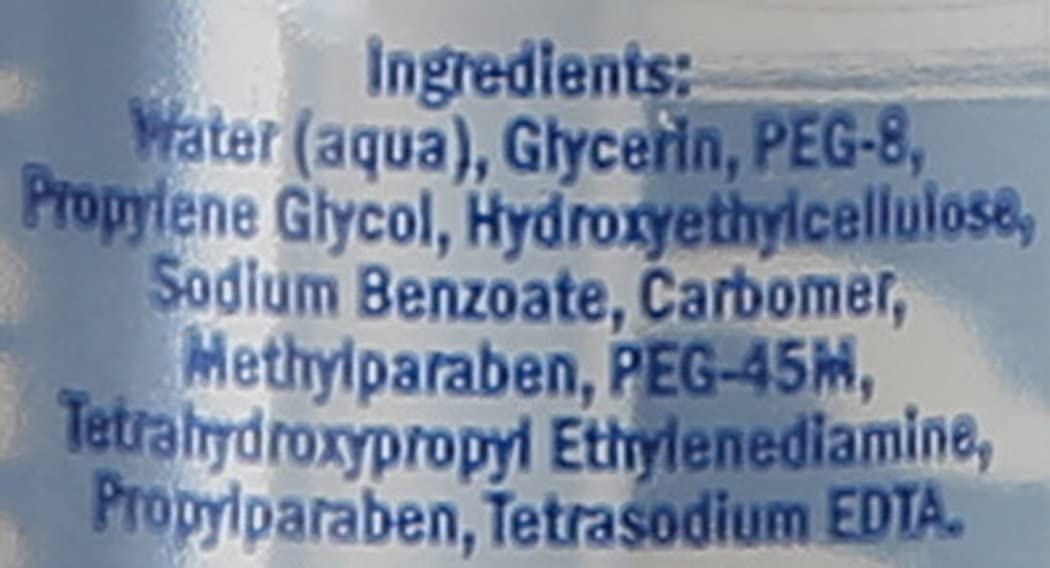 Ingredients:
Water (aqua), Glycerin, PEG-8,
Propylene Glycol, Hydroxyethylcellulose,
Sodium Benzoate, Carbomer,
Methylparaben, PEG-45M,
Tetrahydroxypropyl Ethylenediamine,
Propylparaben, Tetrasodium EDTA.